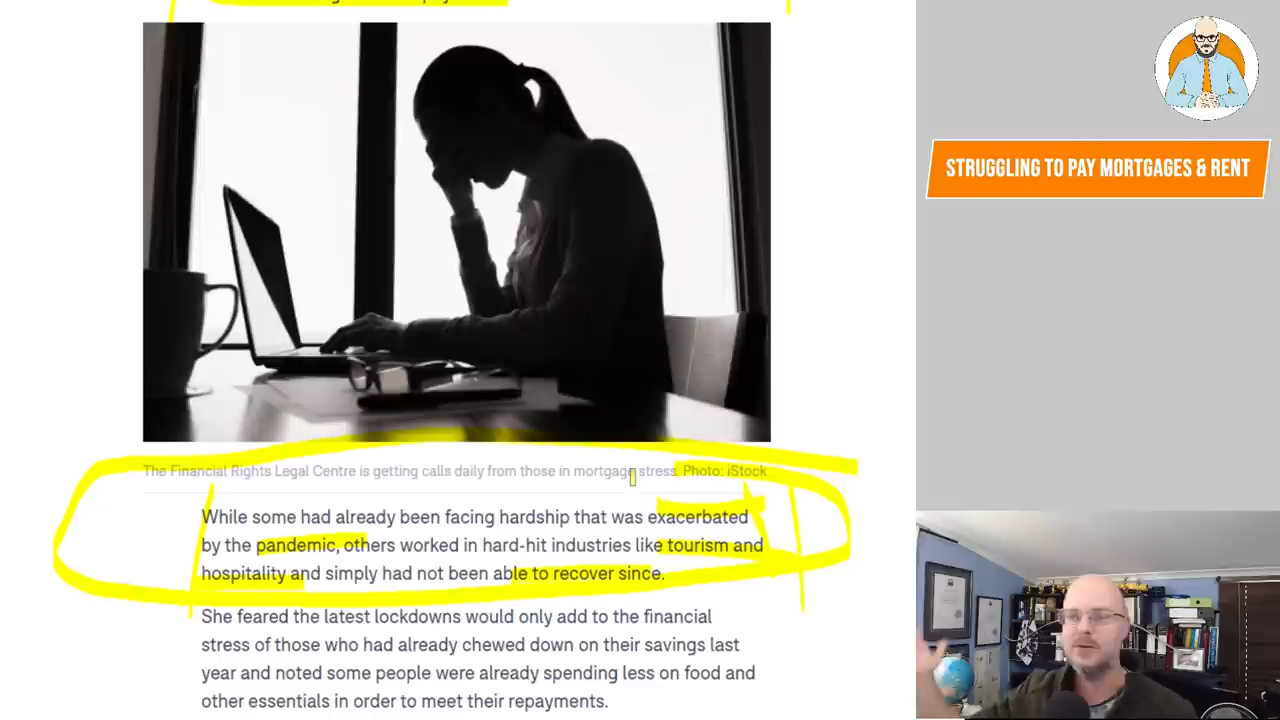 STRUGGLING TO PAY MORTGAGES & RENT
The Financial Rights Legal Centre is getting calls daily from those in mortgage stress. Photo: iStock
While some had already been facing hardship that was exacerbated
by the pandemic, others worked in hard-hit industries like tourism and
hospitality and simply had not been able to recover since.
She feared the latest lockdowns would only add to the financial
stress of those who had already chewed down on their savings last
year and noted some people were already spending less on food and
other essentials in order to meet their repayments.